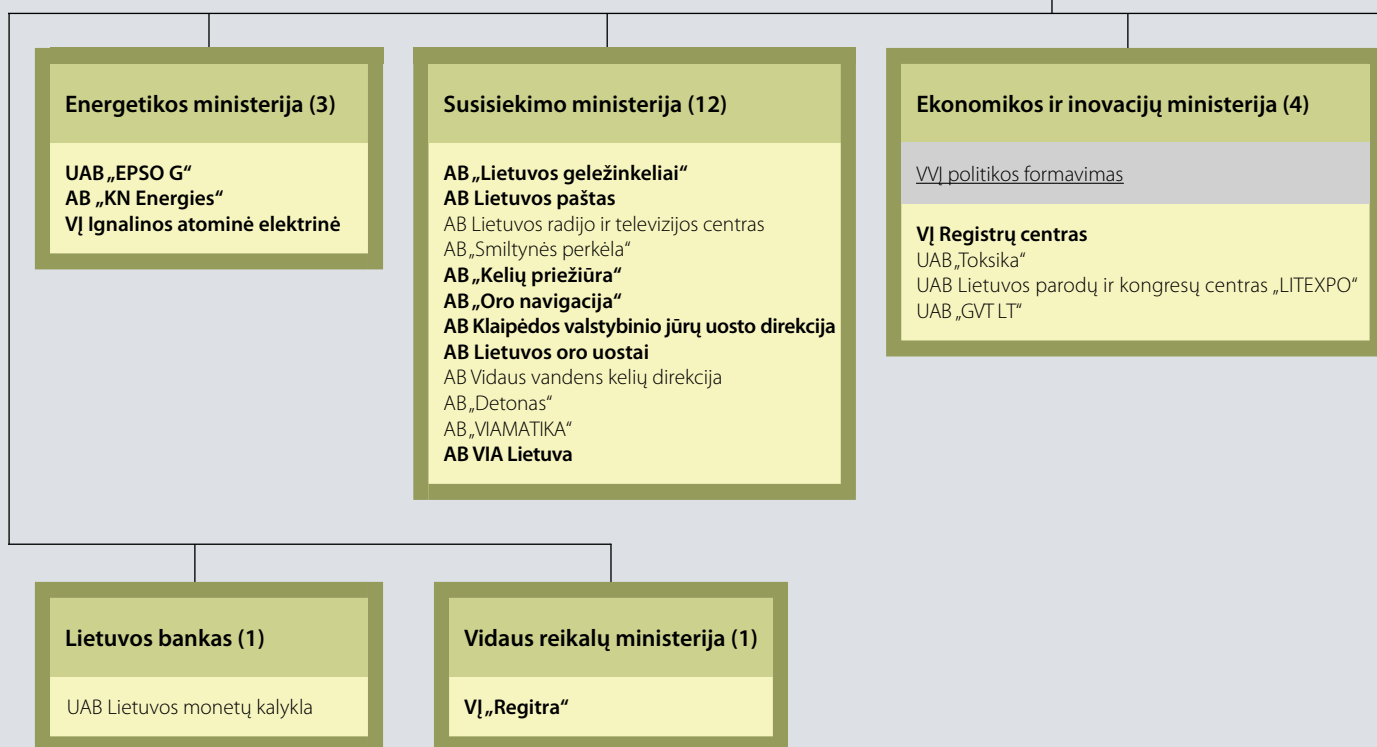 Energetikos ministerija (3)
UAB „EPSO G“
AB „KN Energies“
VĮ Ignalinos atominė elektrinė
Susisiekimo ministerija (12)
AB „Lietuvos geležinkeliai“
AB Lietuvos paštas
AB Lietuvos radijo ir televizijos centras
AB „Smiltynės perkėla“
AB „Kelių priežiūra“
AB „Oro navigacija“
AB Klaipėdos valstybinio jūrų uosto direkcija
AB Lietuvos oro uostai
AB Vidaus vandens kelių direkcija
AB „Detonas“
AB „VIAMATIKA“
AB VIA Lietuva
Ekonomikos ir inovacijų ministerija (4)
VVĮ politikos formavimas
VĮ Registrų centras
UAB „Toksika“
UAB Lietuvos parodų ir kongresų centras „LITEXPO“
UAB „GVT LT“
Lietuvos bankas (1)
UAB Lietuvos monetų kalykla
Vidaus reikalų ministerija (1)
VĮ „Regitra“